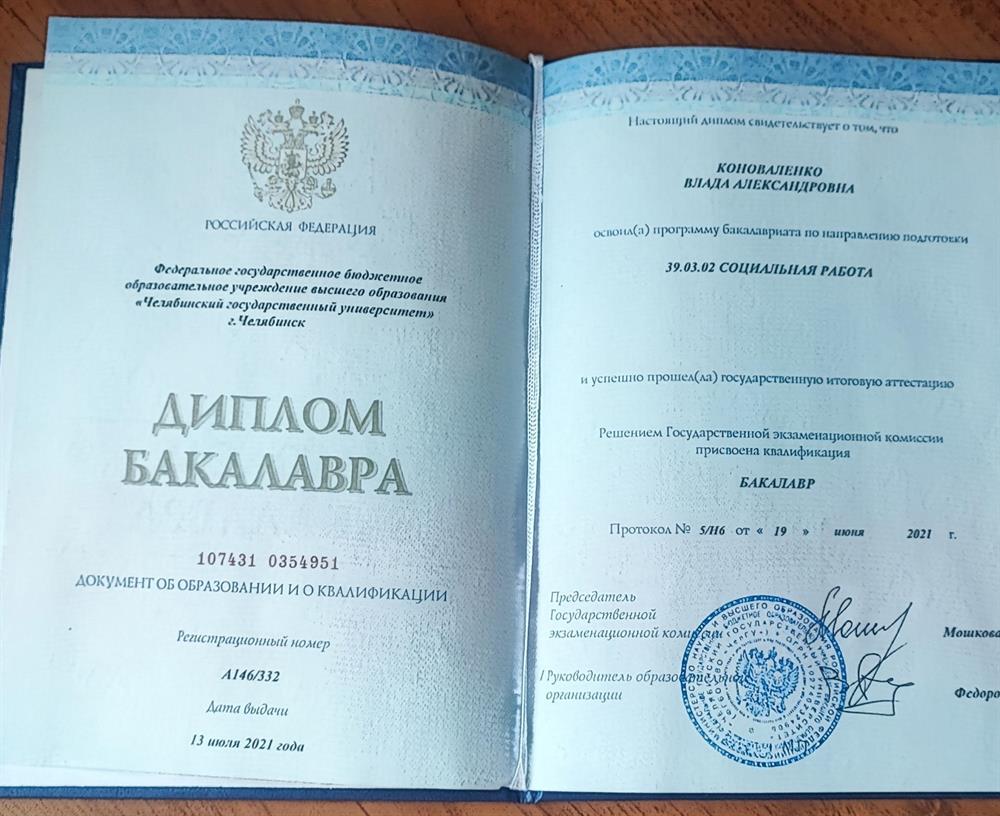 РОССИЙСКАЯ ФЕДЕРАЦИЯ
Федеральное государственное бюджетное
образовательное учреждение высшего образования
«Челябинский государственный университет»
г.Челябинск
ДИПЛОМ
БАКАЛАВРА
107431 0354951
ДОКУМЕНТ ОБ ОБРАЗОВАНИИ И О КВАЛИФИКАЦИИ
Регистрационный номер
А146/332
Дата выдачи
13 июля 2021 года
Настоящий диплом свидетельствует о том, что
КОНОВАЛЕНКО
ВЛАДА АЛЕКСАНДРОВНА
освоил(а) программу бакалавриата по направлению подготовки
39.03.02 СОЦИАЛЬНАЯ РАБОТА
и успешно прошел(ла) государственную итоговую аттестацию
Решением Государственной экзаменационной комиссии
присвоена квалификация
БАКАЛАВР
Протокол № 5/Н6 от « 19 » июня 2021 г.
Председатель
Государственной
экзаменационной комиссии
Мошкова
Руководитель образовательной
организации
Федоро